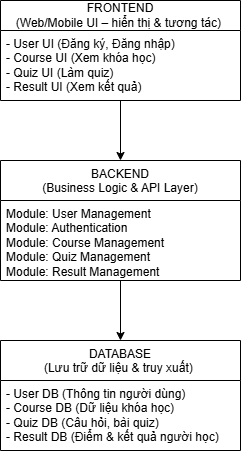 FRONTEND
(Web/Mobile UI – hiển thị & tương tác)
- User UI (Đăng ký, Đăng nhập)
- Course UI (Xem khóa học)
- Quiz UI (Làm quiz)
- Result UI (Xem kết quả)
BACKEND
(Business Logic & API Layer)
Module: User Management
Module: Authentication
Module: Course Management
Module: Quiz Management
Module: Result Management
DATABASE
(Lưu trữ dữ liệu & truy xuất)
- User DB (Thông tin người dùng)
- Course DB (Dữ liệu khóa học)
- Quiz DB (Câu hỏi, bài quiz)
- Result DB (Điểm & kết quả người học)